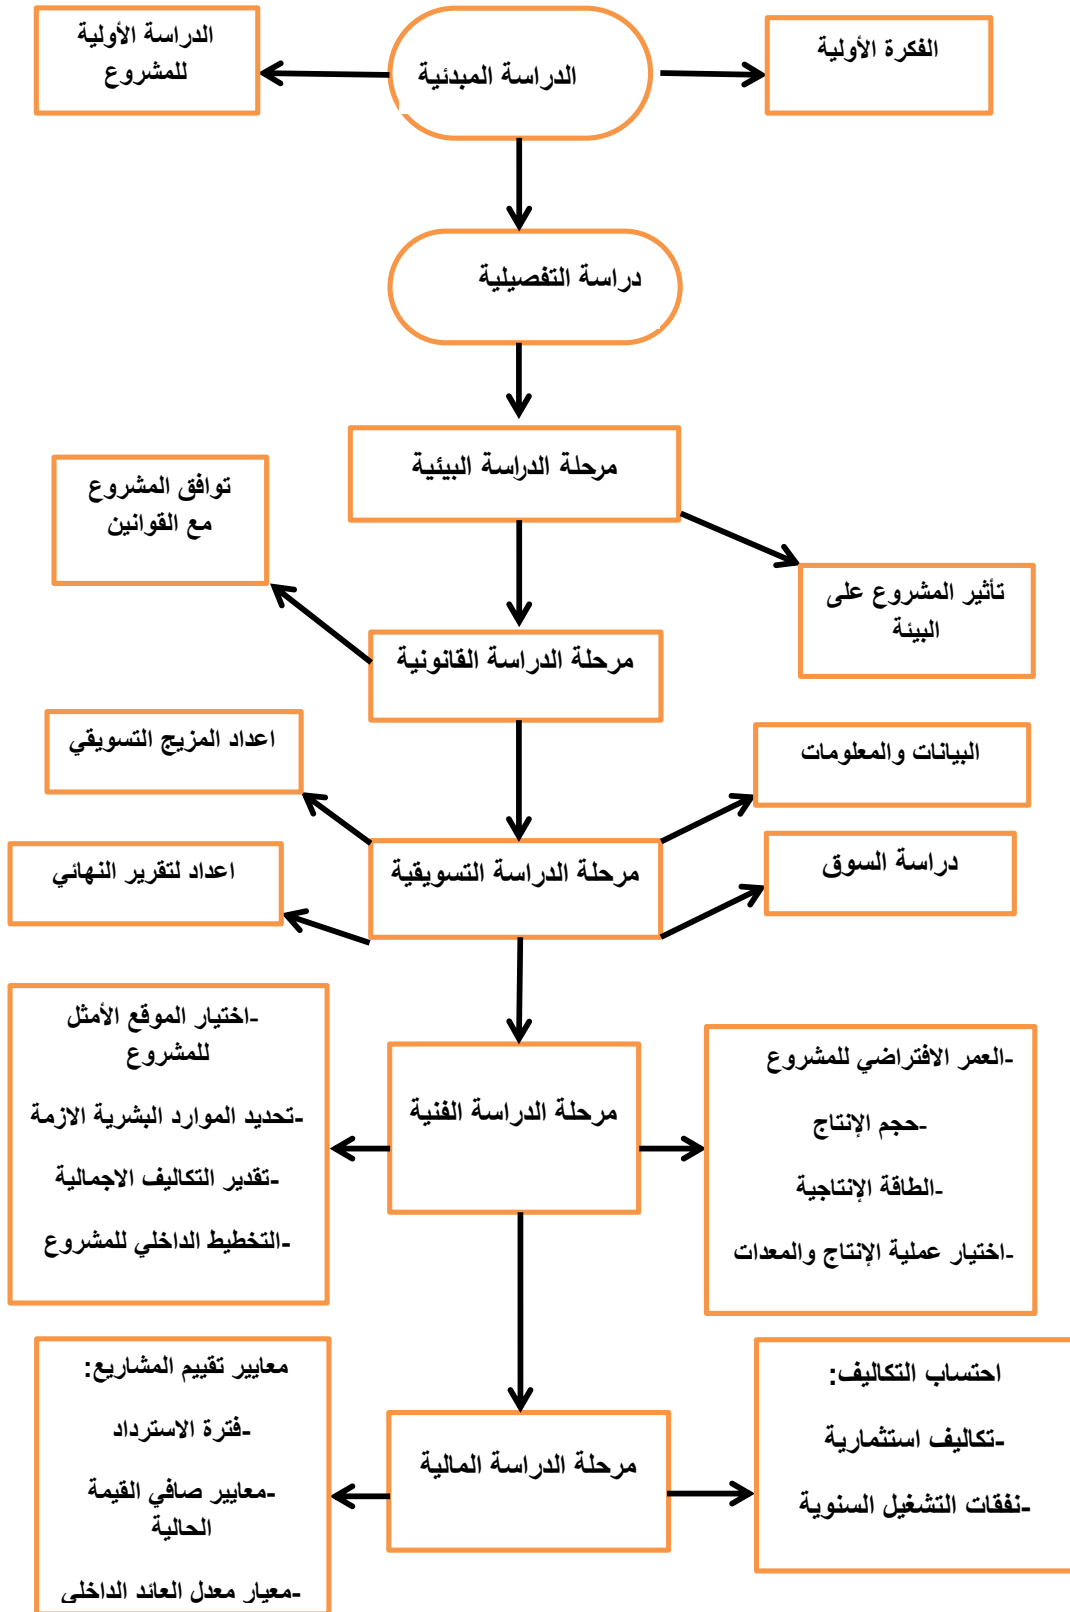 الفكرة الأولية
الدراسة المبدئية
الدراسة الأولية
للمشروع
دراسة التفصيلية
مرحلة الدراسة البيئية
توافق المشروع
مع القوانين
تأثير المشروع على
البيئة
مرحلة الدراسة القانونية
البيانات والمعلومات
اعداد المزيج التسويقي
دراسة السوق
مرحلة الدراسة التسويقية
اعداد لتقرير النهائي
-العمر الافتراضي للمشروع
-حجم الإنتاج
-الطاقة الإنتاجية
-اختيار عملية الإنتاج والمعدات
مرحلة الدراسة الفنية
-اختيار الموقع الأمثل
للمشروع
-تحديد الموارد البشرية الازمة
-تقدير التكاليف الاجمالية
-التخطيط الداخلي للمشروع
احتساب التكاليف:
-تكاليف استثمارية
-نفقات التشغيل السنوية
مرحلة الدراسة المالية
معايير تقييم المشاريع:
-فترة الاسترداد
-معايير صافي القيمة
الحالية
-معيار معدل العائد الداخلي